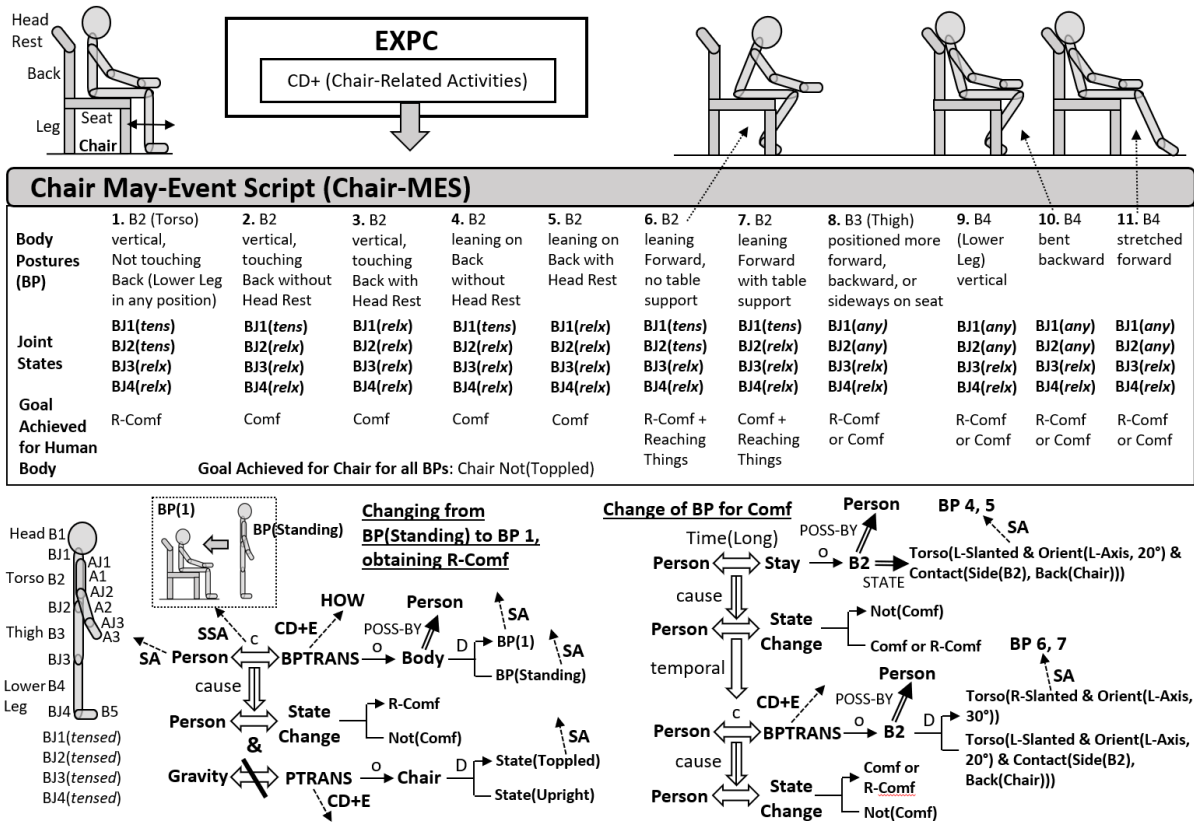 Head
Rest
Back
Leg
Seat
Chair
EXPC
CD+ (Chair-Related Activities)
Chair May-Event Script (Chair-MES)
Body
Postures
(BP)
1. B2 (Torso)
vertical,
Not touching
Back (Lower Leg
in any position)
2. B2
vertical,
touching
Back without
Head Rest
3. B2
vertical,
touching
Back with
Head Rest
4. B2
leaning on
Back
without
Head Rest
5. B2
leaning on
Back with
Head Rest
6. B2
leaning
Forward,
no table
support
7. B2
leaning
Forward
with table
support
8. B3 (Thigh)
positioned more
forward,
backward, or
sideways on seat
9. B4
(Lower
Leg)
vertical
10. B4
bent
backward
11. B4
stretched
forward
Joint
States
BJ1(tens)
BJ2(tens)
BJ3(relx)
BJ4(relx)
BJ1(tens)
BJ2(relx)
BJ3(relx)
BJ4(relx)
BJ1(relx)
BJ2(relx)
BJ3(relx)
BJ4(relx)
BJ1(tens)
BJ2(relx)
BJ3(relx)
BJ4(relx)
BJ1(relx)
BJ2(relx)
BJ3(relx)
BJ4(relx)
BJ1(tens)
BJ2(tens)
BJ3(relx)
BJ4(relx)
BJ1(tens)
BJ2(relx)
BJ3(relx)
BJ4(relx)
BJ1(any)
BJ2(any)
BJ3(relx)
BJ4(relx)
BJ1(any)
BJ2(any)
BJ3(relx)
BJ4(relx)
BJ1(any)
BJ2(any)
BJ3(relx)
BJ4(relx)
BJ1(any)
BJ2(any)
BJ3(relx)
BJ4(relx)
Goal
Achieved
for Human
Body
R-Comf
Comf
Comf
Comf
Comf
R-Comf +
Reaching
Things
Comf +
Reaching
Things
R-Comf
or Comf
R-Comf
or Comf
R-Comf
or Comf
R-Comf
or Comf
Goal Achieved for Chair for all BPs: Chair Not(Toppled)
Head B1
BJ1
AJ1
Torso B2
A1
AJ2
BJ2
A2
AJ3
Thigh B3
A3
BJ3
Lower B4
Leg
BJ4
B5
BJ1(tensed)
BJ2(tensed)
BJ3(tensed)
BJ4(tensed)
BP(1)
BP(Standing)
Changing from
BP(Standing) to BP 1,
obtaining R-Comf
SA
SSA
Person
c
BPTRANS
CD+E
HOW
o
Body
POSS-BY
Person
D
BP(1)
BP(Standing)
SA
SA
cause
Person
State
Change
R-Comf
Not(Comf)
&
Gravity
PTRANS
CD+E
o
Chair
D
State(Toppled)
State(Upright)
SA
Change of BP for Comf
Time(Long)
Person
Stay
o
B2
POSS-BY
Person
STATE
BP 4, 5
SA
Torso(L-Slanted & Orient(L-Axis, 20°) &
Contact(Side(B2), Back(Chair)))
cause
Person
State
Change
Not(Comf)
Comf or R-Comf
temporal
Person
c
BPTRANS
CD+E
o
B2
POSS-BY
Person
D
BP 6, 7
SA
Torso(R-Slanted & Orient(L-Axis,
30°))
Torso(L-Slanted & Orient(L-Axis,
20°) & Contact(Side(B2),
Back(Chair)))
cause
Person
State
Change
Comf or
R-Comf
Not(Comf)